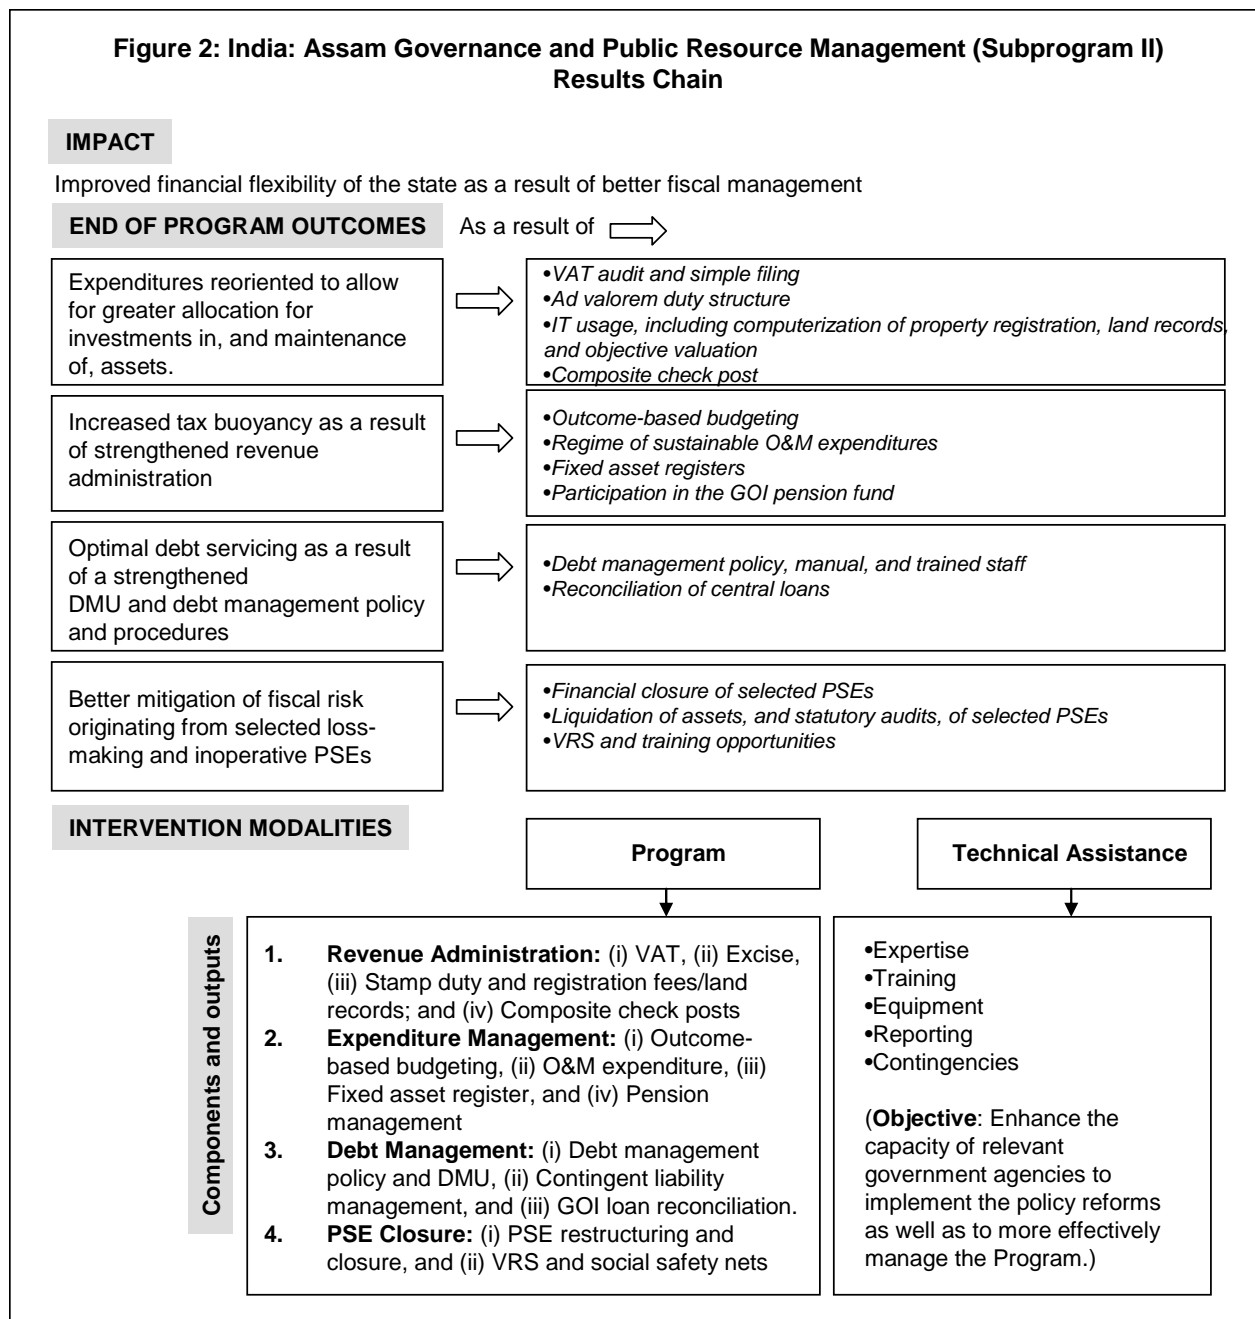 Figure 2: India: Assam Governance and Public Resource Management (Subprogram II)
Results Chain
IMPACT
Improved financial flexibility of the state as a result of better fiscal management
END OF PROGRAM OUTCOMES As a result of
Expenditures reoriented to allow
for greater allocation for
investments in, and maintenance
of, assets.
•VAT audit and simple filing
•Ad valorem duty structure
•IT usage, including computerization of property registration, land records,
and objective valuation
•Composite check post
Increased tax buoyancy as a result
of strengthened revenue
administration
•Outcome-based budgeting
•Regime of sustainable O&M expenditures
•Fixed asset registers
•Participation in the GOI pension fund
Optimal debt servicing as a result
of a strengthened
DMU and debt management policy
and procedures
•Debt management policy, manual, and trained staff
•Reconciliation of central loans
Better mitigation of fiscal risk
originating from selected loss-
making and inoperative PSEs
•Financial closure of selected PSEs
•Liquidation of assets, and statutory audits, of selected PSEs
•VRS and training opportunities
INTERVENTION MODALITIES
Program
Technical Assistance
Components and outputs
1. Revenue Administration: (i) VAT, (ii) Excise,
(iii) Stamp duty and registration fees/land
records; and (iv) Composite check posts
2. Expenditure Management: (i) Outcome-
based budgeting, (ii) O&M expenditure, (iii)
Fixed asset register, and (iv) Pension
management
3. Debt Management: (i) Debt management
policy and DMU, (ii) Contingent liability
management, and (iii) GOI loan reconciliation.
4. PSE Closure: (i) PSE restructuring and
closure, and (ii) VRS and social safety nets
•Expertise
•Training
•Equipment
•Reporting
•Contingencies
(Objective: Enhance the
capacity of relevant
government agencies to
implement the policy reforms
as well as to more effectively
manage the Program.)